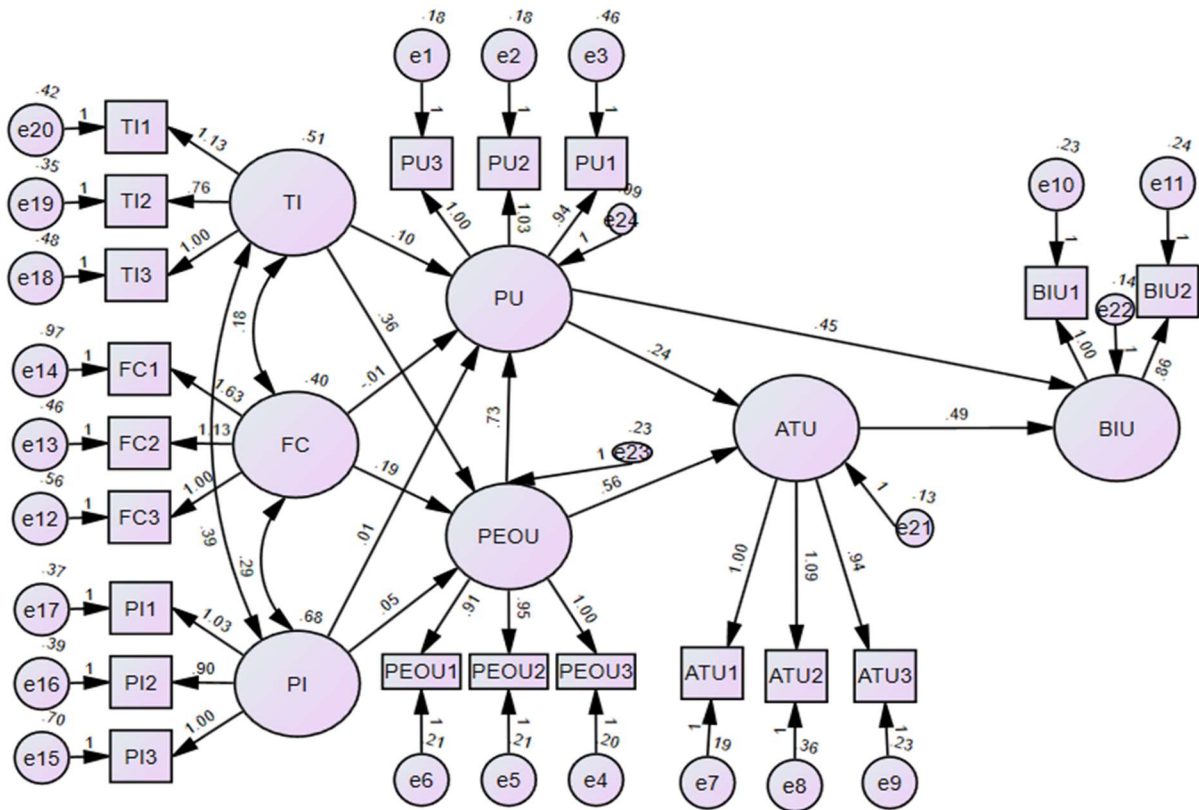 .18
e1
1
PU3
1.00
.18
e2
1
PU2
1.03
.46
e3
1
PU1
.94
.09
e24
1
.42
e20
1
TI1
1.13
.35
e19
1
TI2
.76
.48
e18
1
TI3
1.00
.51
TI
.10
.36
.18
.39
.97
e14
1
FC1
1.63
.46
e13
1
FC2
1.13
.56
e12
1
FC3
1.00
.40
FC
-.01
.19
.29
.37
e17
1
PI1
1.03
.39
e16
1
PI2
.90
.70
e15
1
PI3
1.00
.68
PI
.01
.05
PU
.45
.24
.73
.23
e23
1
PEOU
.56
.91
.95
1.00
PEOU1
PEOU2
PEOU3
1
.21
1
.21
1
.20
e6
e5
e4
ATU
.49
.13
e21
1
1.00
1.09
.94
ATU1
ATU2
ATU3
1
.19
1
.36
1
.23
e7
e8
e9
.23
e10
1
BIU1
1.00
.24
e11
1
BIU2
.86
.14
e22
1
BIU